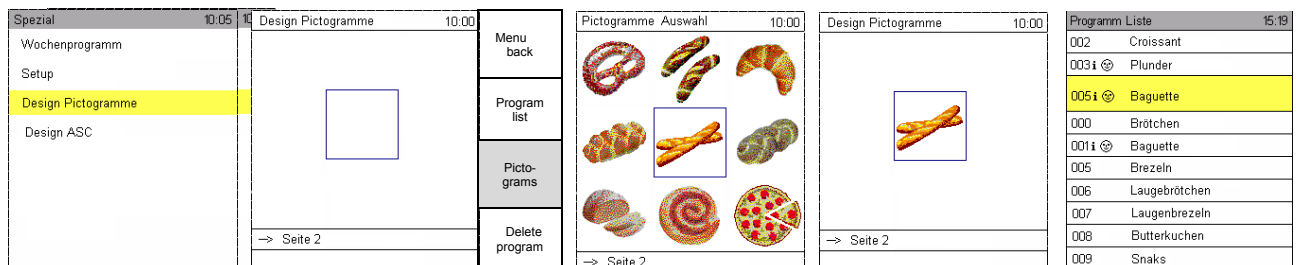 Spezial 10:05
Wochenprogramm
Setup
Design Pictogramme
Design ASC
Design Pictogramme 10:00
-> Seite 2
Menu
back
Program
list
Picto-
grams
Delete
program
Pictogramme Auswahl 10:00
-> Seite 2
Design Pictogramme 10:00
-> Seite 2
Programm Liste 15:19
002 Croissant
003 i Plunder
005 i Baguette
000 Brötchen
001 i Baguette
005 Brezeln
006 Laugebrötchen
007 Laugenbrezeln
008 Butterkuchen
009 Snaks